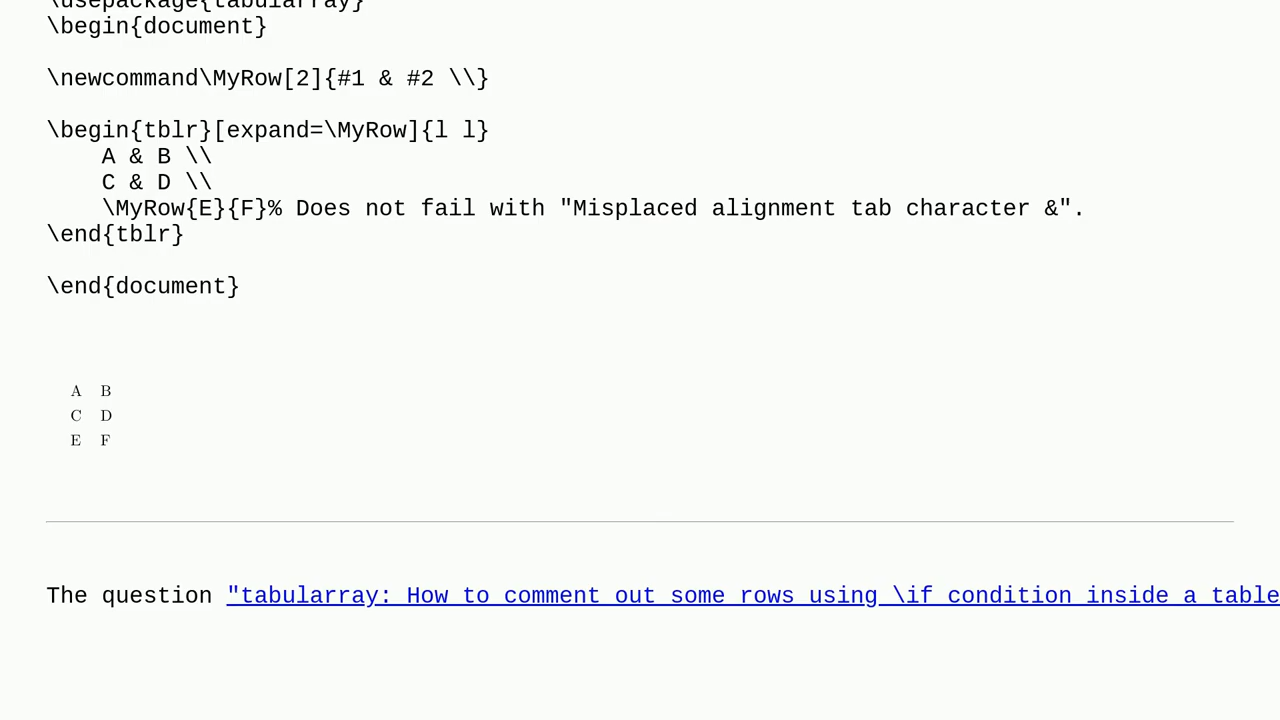 \usepackage{tabularray}
\begin{document}
\newcommand\MyRow[2]{#1 & #2 \\}
\begin{tblr}[expand=\MyRow]{l l}
    A & B \\
    C & D \\
    \MyRow{E}{F}% Does not fail with "Misplaced alignment tab character &".
\end{tblr}
\end{document}
A B
C D
E F
The question "tabularray: How to comment out some rows using \if condition inside a table